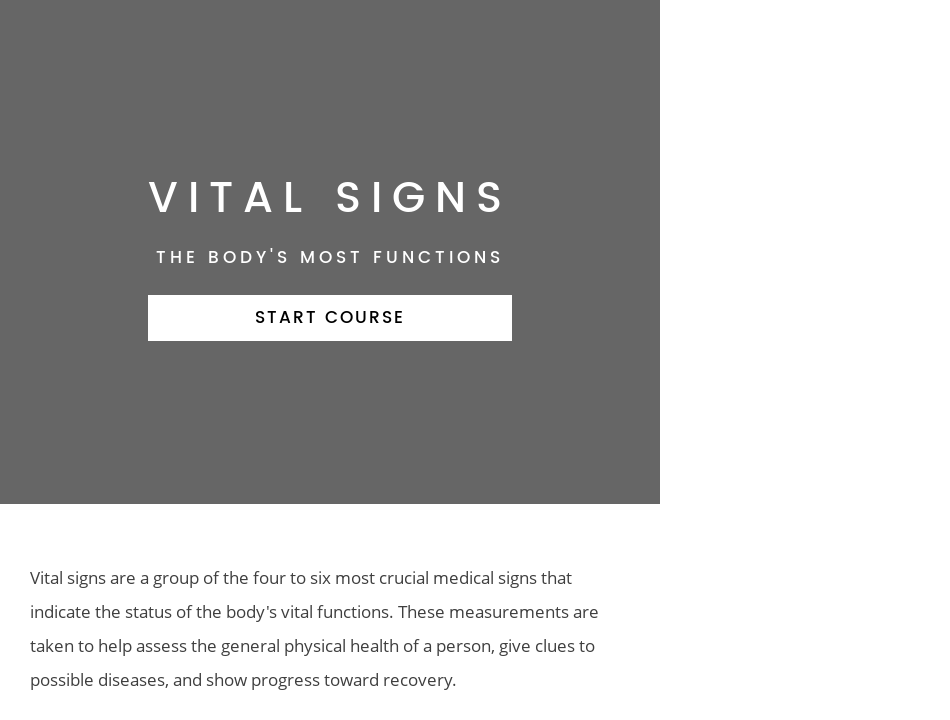 VITAL SIGNS
THE BODY'S MOST FUNCTIONS
START COURSE
Vital signs are a group of the four to six most crucial medical signs that
indicate the status of the body's vital functions. These measurements are
taken to help assess the general physical health of a person, give clues to
possible diseases, and show progress toward recovery.